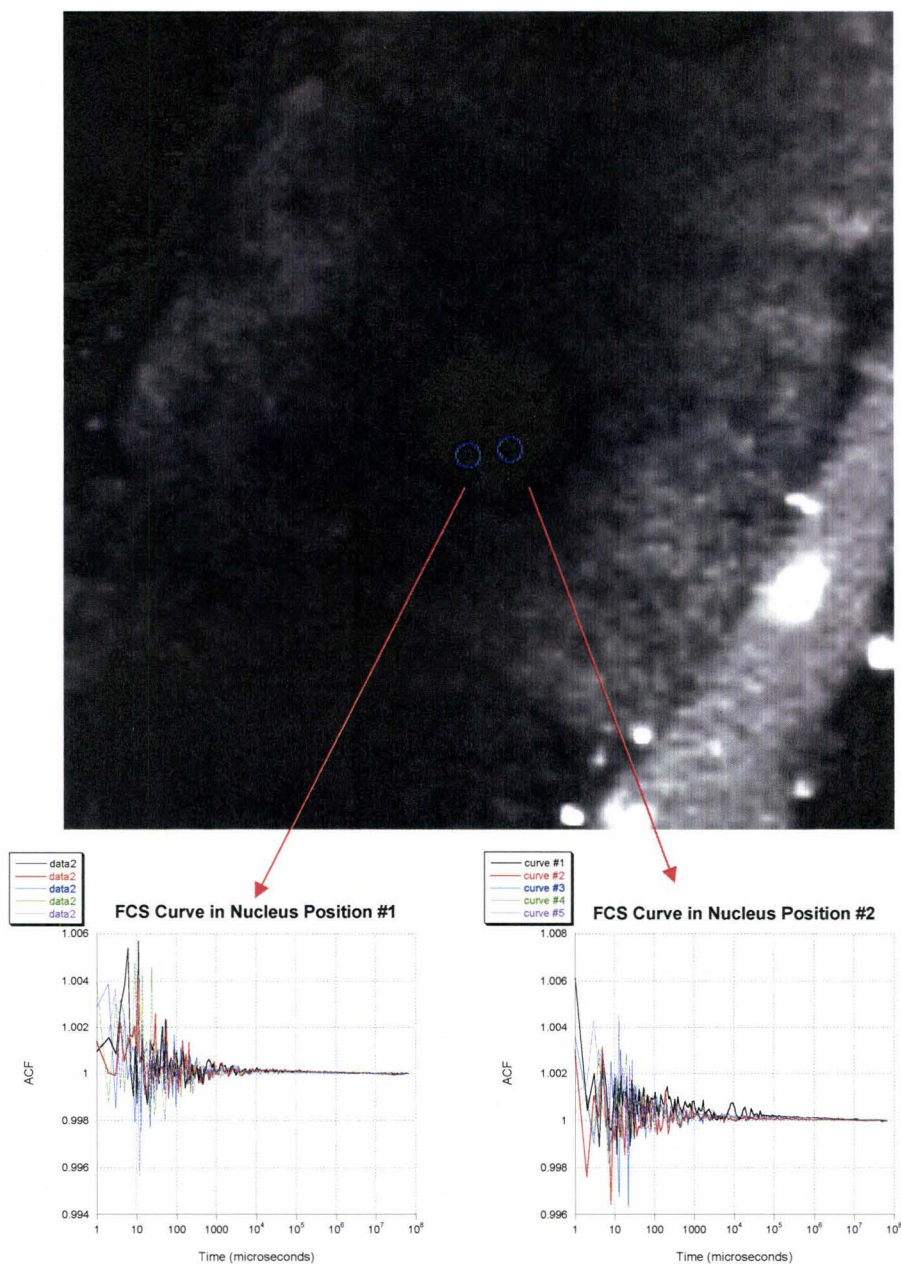 data2
data2
data2
data2
data2
FCS Curve in Nucleus Position #1
1.006
1.004
1.002
1
0.998
0.996
0.994
ACF
1
10
100
1000
10⁴
10⁵
10⁶
10⁷
10⁸
Time (microseconds)
curve #1
curve #2
curve #3
curve #4
curve #5
FCS Curve in Nucleus Position #2
1.008
1.006
1.004
1.002
1
0.998
0.996
ACF
1
10
100
1000
10⁴
10⁵
10⁶
10⁷
10⁸
Time (microseconds)